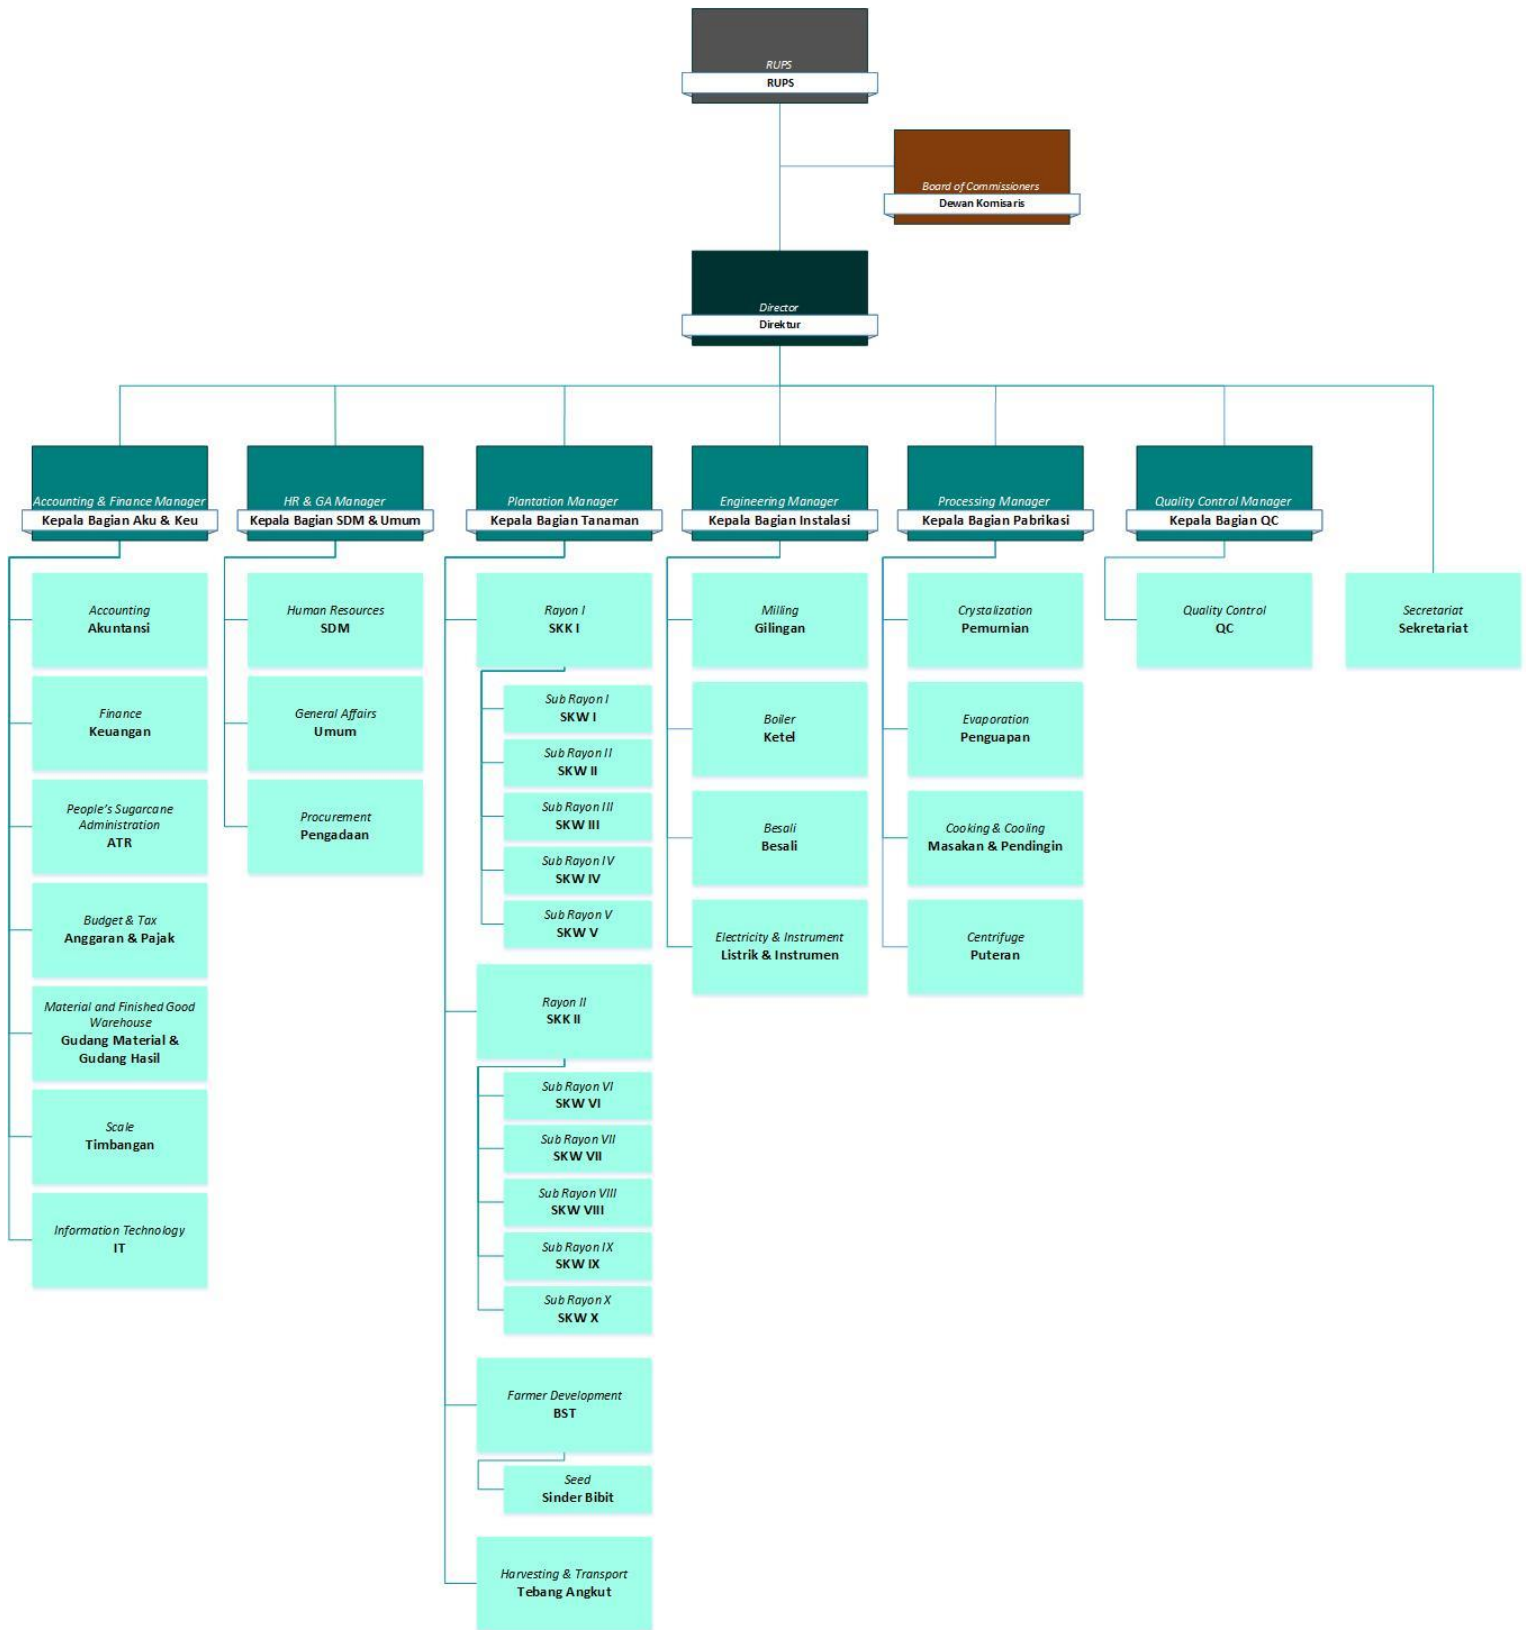 RUPS
RUPS
Board of Commissioners
Dewan Komisaris
Director
Direktur
Accounting & Finance Manager
Kepala Bagian Aku & Keu
HR & GA Manager
Kepala Bagian SDM & Umum
Plantation Manager
Kepala Bagian Tanaman
Engineering Manager
Kepala Bagian Instalasi
Processing Manager
Kepala Bagian Pabrikasi
Quality Control Manager
Kepala Bagian QC
Accounting
Akuntansi
Finance
Keuangan
People's Sugarcane
Administration
ATR
Budget & Tax
Anggaran & Pajak
Material and Finished Good
Warehouse
Gudang Material &
Gudang Hasil
Scale
Timbangan
Information Technology
IT
Human Resources
SDM
General Affairs
Umum
Procurement
Pengadaan
Rayon I
SKK I
Sub Rayon I
SKW I
Sub Rayon II
SKW II
Sub Rayon III
SKW III
Sub Rayon IV
SKW IV
Sub Rayon V
SKW V
Rayon II
SKK II
Sub Rayon VI
SKW VI
Sub Rayon VII
SKW VII
Sub Rayon VIII
SKW VIII
Sub Rayon IX
SKW IX
Sub Rayon X
SKW X
Farmer Development
BST
Seed
Sinder Bibit
Harvesting & Transport
Tebang Angkut
Milling
Gilingan
Boiler
Ketel
Besali
Besali
Electricity & Instrument
Listrik & Instrumen
Crystalization
Pemurnian
Evaporation
Penguapan
Cooking & Cooling
Masakan & Pendingin
Centrifuge
Puteran
Quality Control
QC
Secretariat
Sekretariat